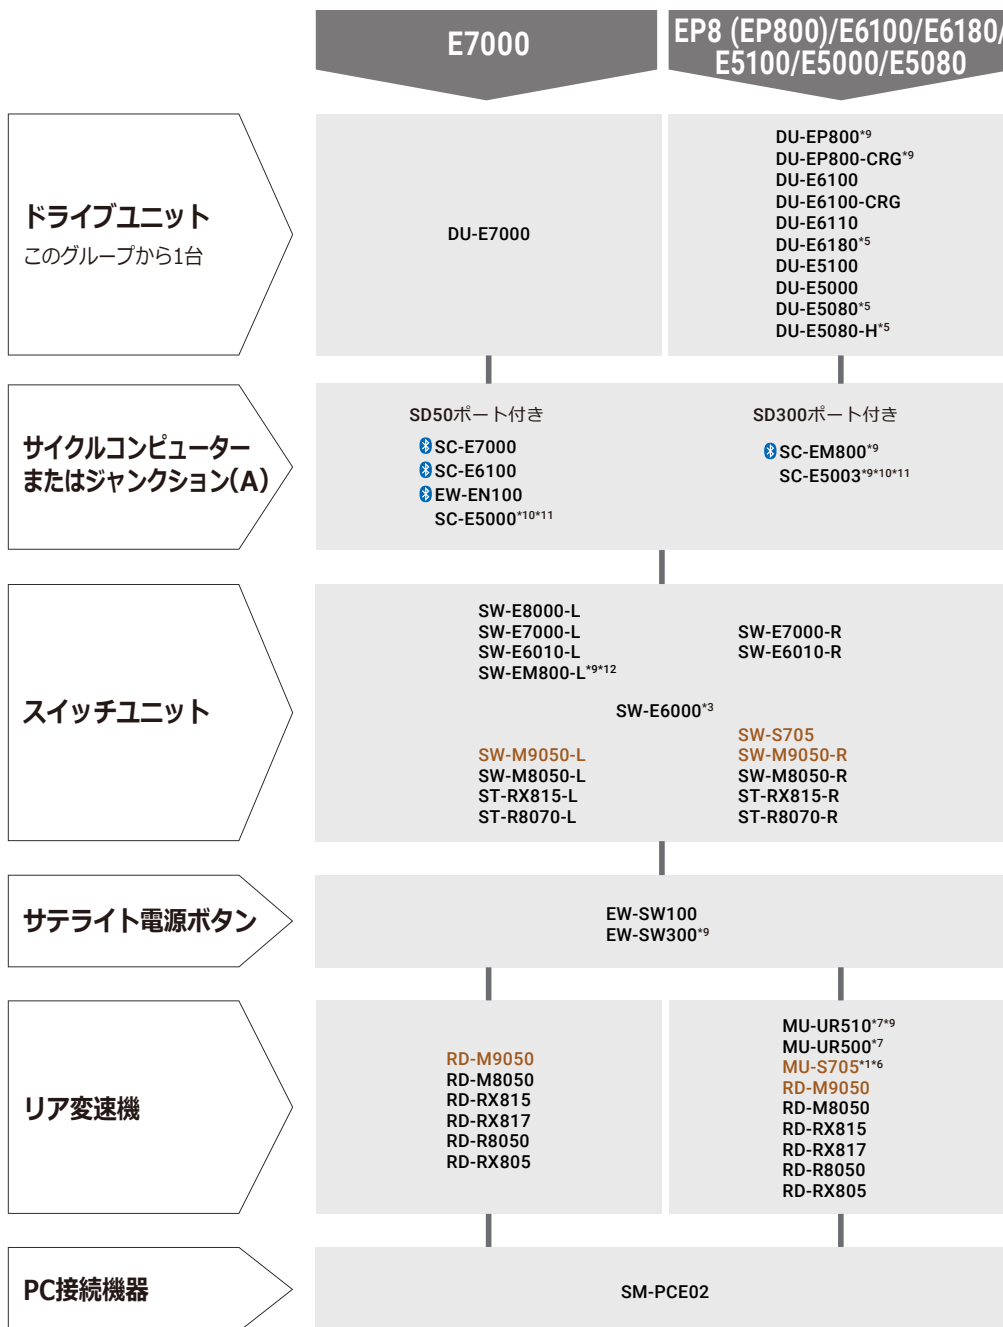 E7000
EP8 (EP800)/E6100/E6180/
E5100/E5000/E5080
ドライブユニット
このグループから1台
DU-E7000
DU-EP800*9
DU-EP800-CRG*9
DU-E6100
DU-E6100-CRG
DU-E6110
DU-E6180*5
DU-E5100
DU-E5000
DU-E5080*5
DU-E5080-H*5
サイクルコンピューター
またはジャンクション(A)
SD50ポート付き
SC-E7000
SC-E6100
EW-EN100
SC-E5000*10*11
SD300ポート付き
SC-EM800*9
SC-E5003*9*10*11
スイッチユニット
SW-E8000-L
SW-E7000-L
SW-E6010-L
SW-EM800-L*9*12
SW-E7000-R
SW-E6010-R
SW-E6000*3
SW-M9050-L
SW-M8050-L
ST-RX815-L
ST-R8070-L
SW-S705
SW-M9050-R
SW-M8050-R
ST-RX815-R
ST-R8070-R
サテライト電源ボタン
EW-SW100
EW-SW300*9
リア変速機
RD-M9050
RD-M8050
RD-RX815
RD-RX817
RD-R8050
RD-RX805
MU-UR510*7*9
MU-UR500*7
MU-S705*1*6
RD-M9050
RD-M8050
RD-RX815
RD-RX817
RD-R8050
RD-RX805
PC接続機器
SM-PCE02